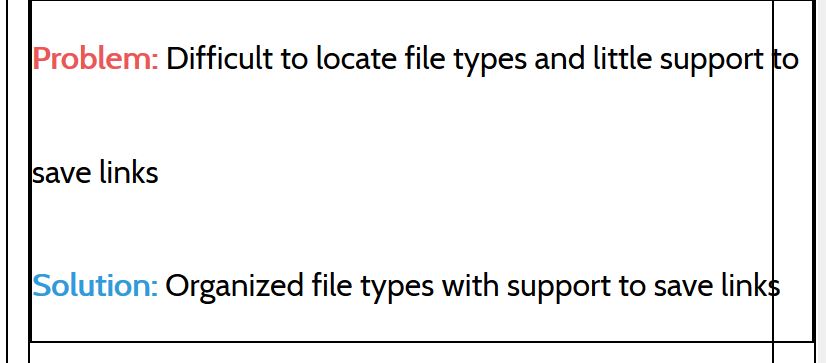 Problem: Difficult to locate file types and little support to
save links
Solution: Organized file types with support to save links